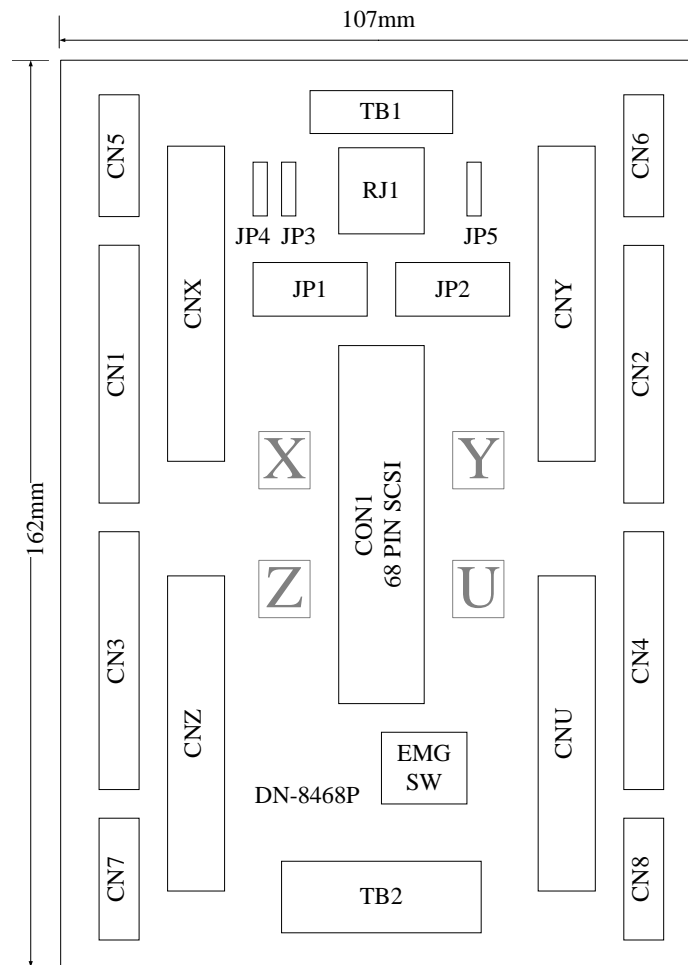 107mm
TB1
CN5
CN6
RJ1
JP4
JP3
JP5
CNX
CNY
JP1
JP2
CN1
CN2
X
Y
CON1
68 PIN SCSI
162mm
Z
U
CN3
CN4
CNZ
CNU
EMG
SW
DN-8468P
CN7
CN8
TB2